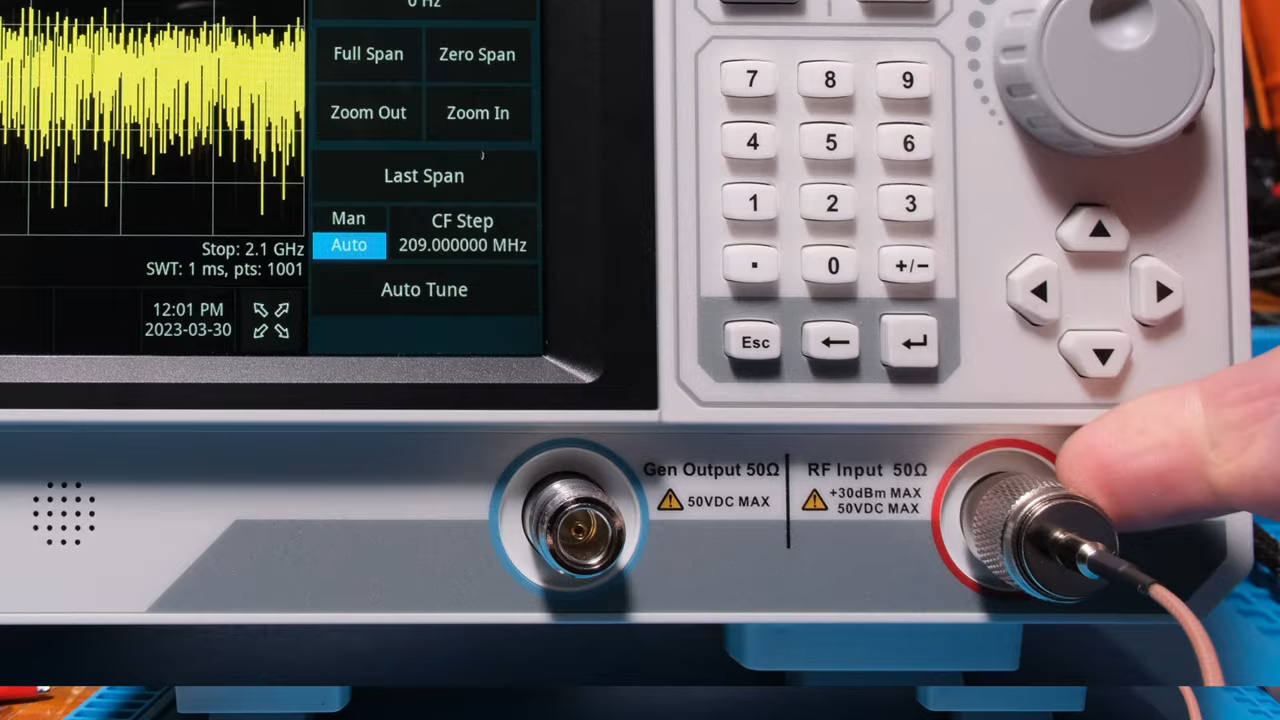 0 Hz
Full Span
Zero Span
Zoom Out
Zoom In
Last Span
Man
Auto
CF Step
209.000000 MHz
Auto Tune
Stop: 2.1 GHz
SWT: 1 ms, pts: 1001
12:01 PM
2023-03-30
7 8 9
4 5 6
1 2 3
. 0 +/−
Esc ← ↵
Gen Output 50Ω
50VDC MAX
RF Input 50Ω
+30dBm MAX
50VDC MAX